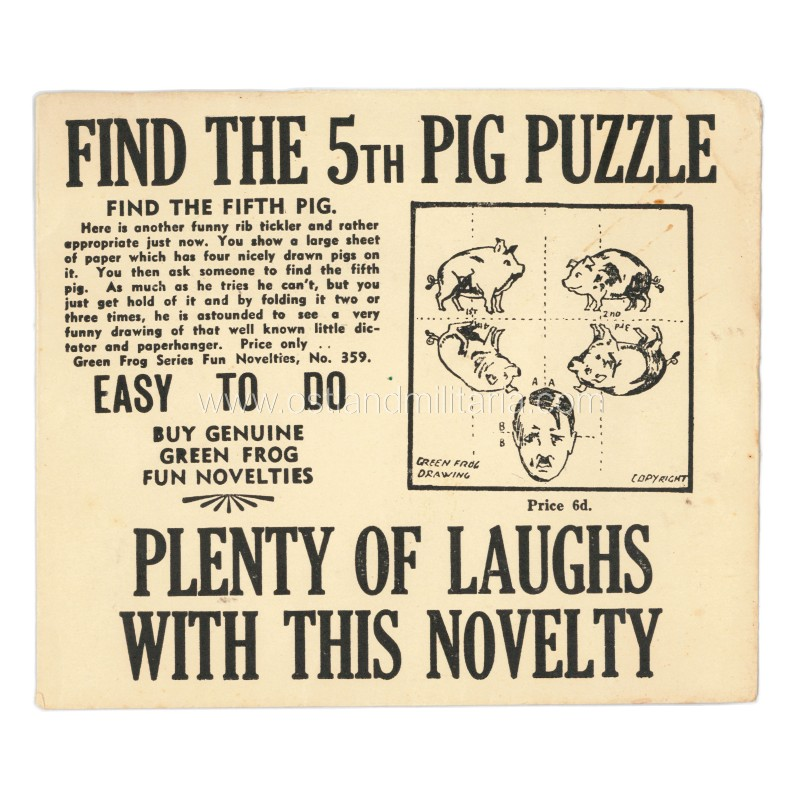 FIND THE 5TH PIG PUZZLE
FIND THE FIFTH PIG.
Here is another funny rib tickler and rather
appropriate just now. You show a large sheet
of paper which has four nicely drawn pigs on
it. You then ask someone to find the fifth
pig. As much as he tries he can't, but you
just get hold of it and by folding it two or
three times, he is astounded to see a very
funny drawing of that well known little dic-
tator and paperhanger. Price only ..
Green Frog Series Fun Novelties, No. 359.
EASY TO DO
BUY GENUINE
GREEN FROG
FUN NOVELTIES
1ST
2ND
3RD
4TH
A A
B
B
GREEN FROG
DRAWING
COPYRIGHT
Price 6d.
www.ostlandmilitaria.com
PLENTY OF LAUGHS
WITH THIS NOVELTY